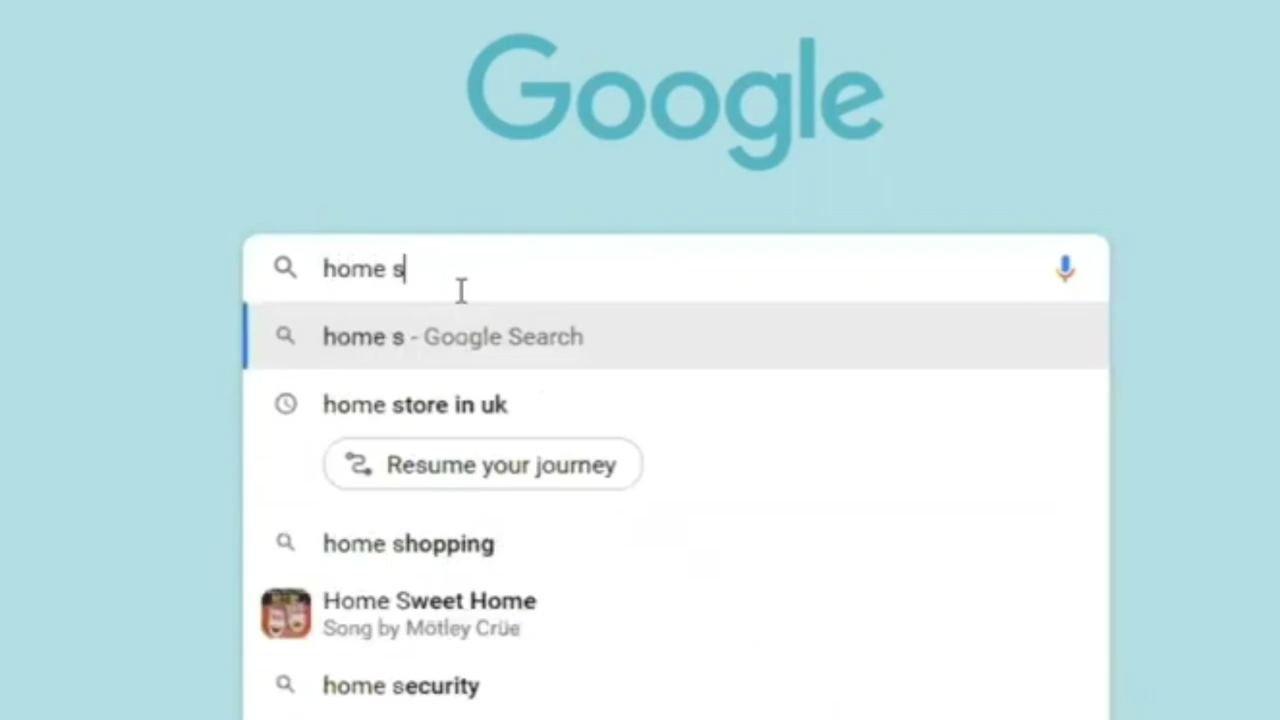 Google
home s
home s - Google Search
home store in uk
Resume your journey
home shopping
Home Sweet Home
Song by Mötley Crüe
home security